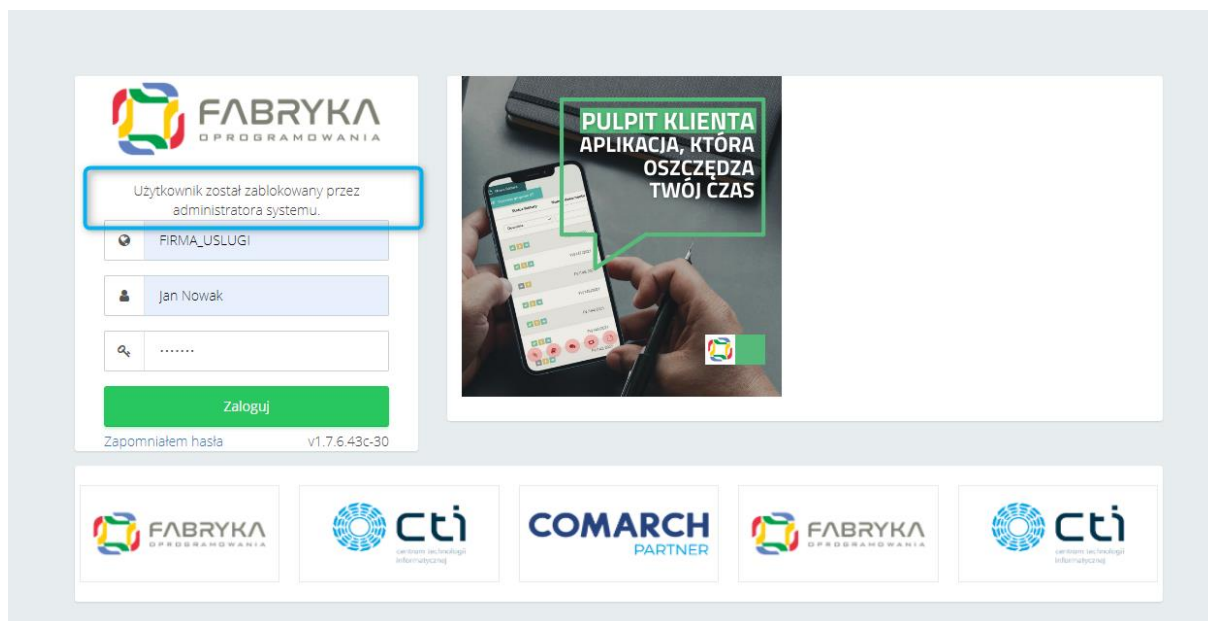 FABRYKA
OPROGRAMOWANIA
Użytkownik został zablokowany przez
administratora systemu.
FIRMA_USLUGI
Jan Nowak
·······
Zaloguj
Zapomniałem hasła v1.7.6.43c-30
PULPIT KLIENTA
APLIKACJA, KTÓRA
OSZCZĘDZA
TWÓJ CZAS
FABRYKA
OPROGRAMOWANIA
cti
centrum technologii
informatycznej
COMARCH
PARTNER
FABRYKA
OPROGRAMOWANIA
cti
centrum technologii
informatycznej